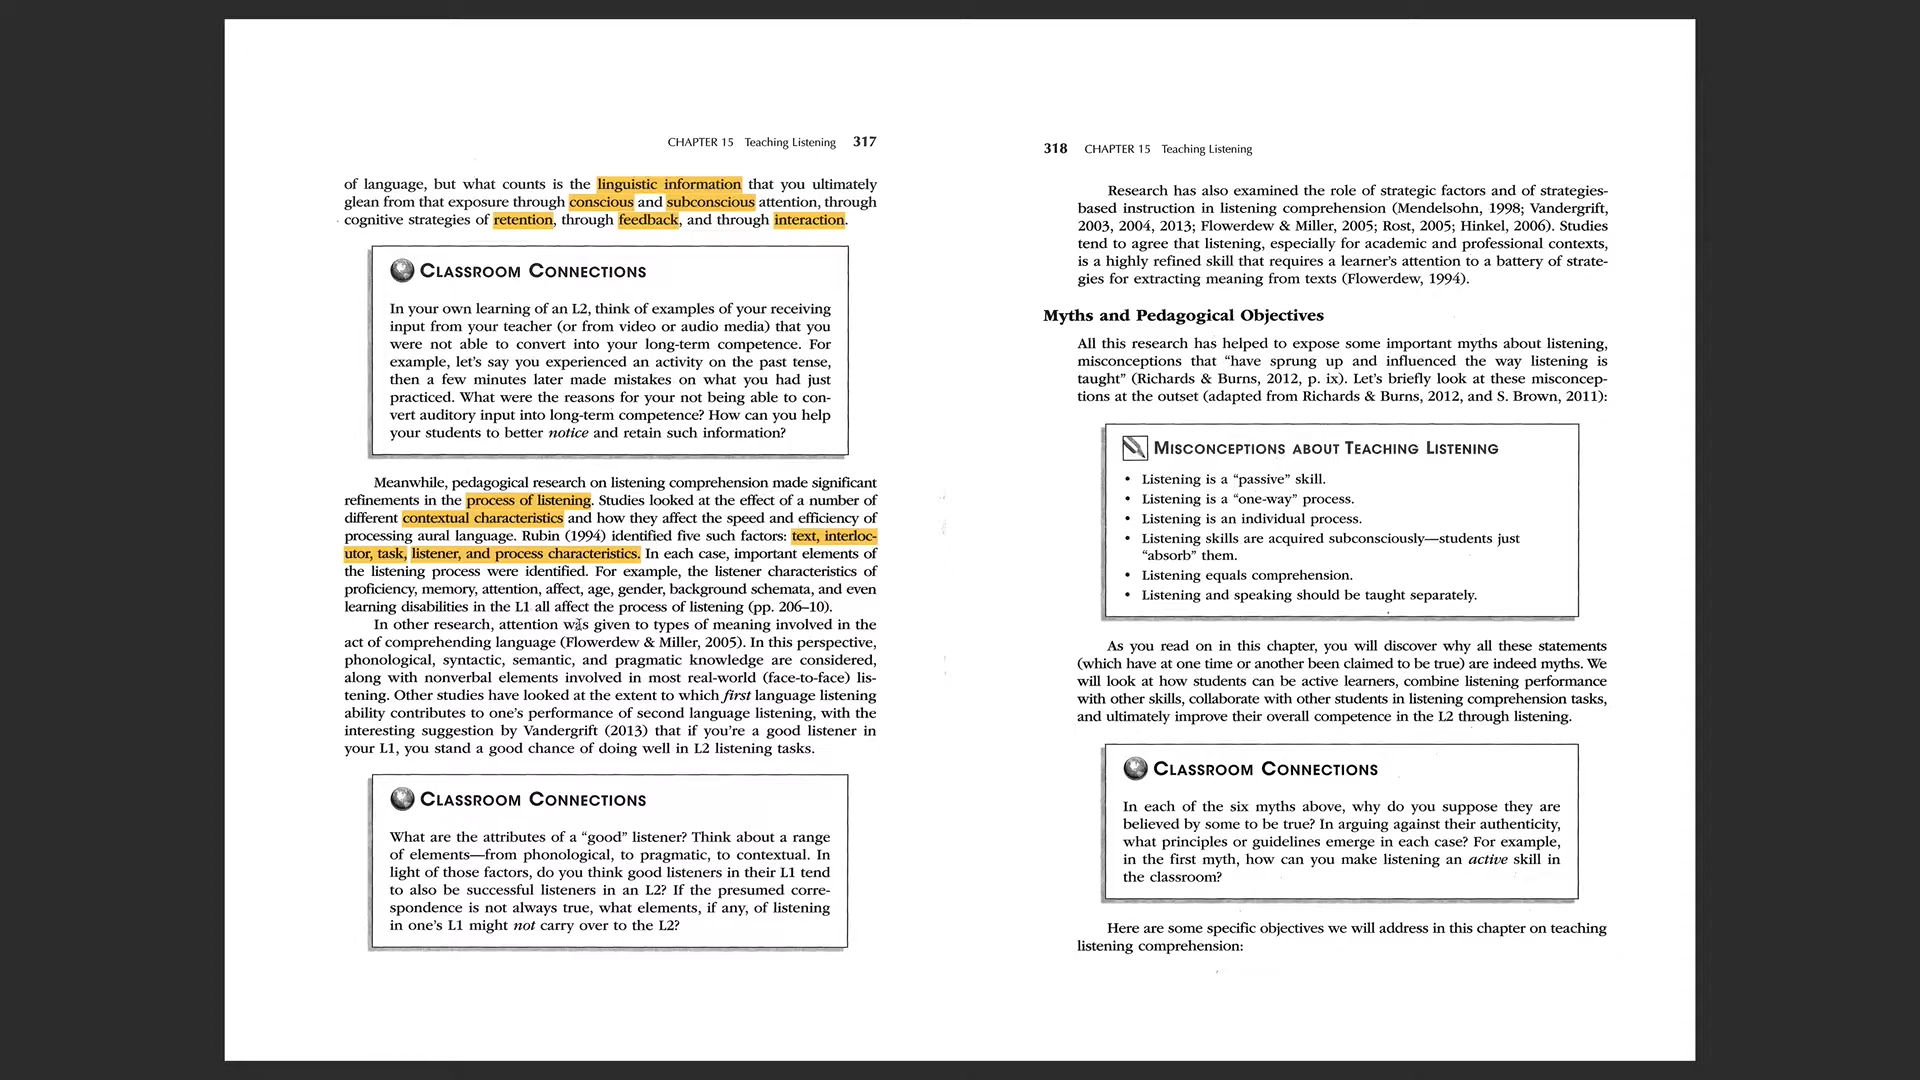 CHAPTER 15 Teaching Listening 317
of language, but what counts is the linguistic information that you ultimately
glean from that exposure through conscious and subconscious attention, through
cognitive strategies of retention, through feedback, and through interaction.
CLASSROOM CONNECTIONS
In your own learning of an L2, think of examples of your receiving
input from your teacher (or from video or audio media) that you
were not able to convert into your long-term competence. For
example, let's say you experienced an activity on the past tense,
then a few minutes later made mistakes on what you had just
practiced. What were the reasons for your not being able to con-
vert auditory input into long-term competence? How can you help
your students to better notice and retain such information?
Meanwhile, pedagogical research on listening comprehension made significant
refinements in the process of listening. Studies looked at the effect of a number of
different contextual characteristics and how they affect the speed and efficiency of
processing aural language. Rubin (1994) identified five such factors: text, interloc-
utor, task, listener, and process characteristics. In each case, important elements of
the listening process were identified. For example, the listener characteristics of
proficiency, memory, attention, affect, age, gender, background schemata, and even
learning disabilities in the L1 all affect the process of listening (pp. 206–10).
In other research, attention was given to types of meaning involved in the
act of comprehending language (Flowerdew & Miller, 2005). In this perspective,
phonological, syntactic, semantic, and pragmatic knowledge are considered,
along with nonverbal elements involved in most real-world (face-to-face) lis-
tening. Other studies have looked at the extent to which first language listening
ability contributes to one's performance of second language listening, with the
interesting suggestion by Vandergrift (2013) that if you're a good listener in
your L1, you stand a good chance of doing well in L2 listening tasks.
CLASSROOM CONNECTIONS
What are the attributes of a “good” listener? Think about a range
of elements—from phonological, to pragmatic, to contextual. In
light of those factors, do you think good listeners in their L1 tend
to also be successful listeners in an L2? If the presumed corre-
spondence is not always true, what elements, if any, of listening
in one's L1 might not carry over to the L2?
318 CHAPTER 15 Teaching Listening
Research has also examined the role of strategic factors and of strategies-
based instruction in listening comprehension (Mendelsohn, 1998; Vandergrift,
2003, 2004, 2013; Flowerdew & Miller, 2005; Rost, 2005; Hinkel, 2006). Studies
tend to agree that listening, especially for academic and professional contexts,
is a highly refined skill that requires a learner's attention to a battery of strate-
gies for extracting meaning from texts (Flowerdew, 1994).
Myths and Pedagogical Objectives
All this research has helped to expose some important myths about listening,
misconceptions that “have sprung up and influenced the way listening is
taught” (Richards & Burns, 2012, p. ix). Let's briefly look at these misconcep-
tions at the outset (adapted from Richards & Burns, 2012, and S. Brown, 2011):
MISCONCEPTIONS ABOUT TEACHING LISTENING
• Listening is a “passive” skill.
• Listening is a “one-way” process.
• Listening is an individual process.
• Listening skills are acquired subconsciously—students just
“absorb” them.
• Listening equals comprehension.
• Listening and speaking should be taught separately.
As you read on in this chapter, you will discover why all these statements
(which have at one time or another been claimed to be true) are indeed myths. We
will look at how students can be active learners, combine listening performance
with other skills, collaborate with other students in listening comprehension tasks,
and ultimately improve their overall competence in the L2 through listening.
CLASSROOM CONNECTIONS
In each of the six myths above, why do you suppose they are
believed by some to be true? In arguing against their authenticity,
what principles or guidelines emerge in each case? For example,
in the first myth, how can you make listening an active skill in
the classroom?
Here are some specific objectives we will address in this chapter on teaching
listening comprehension: